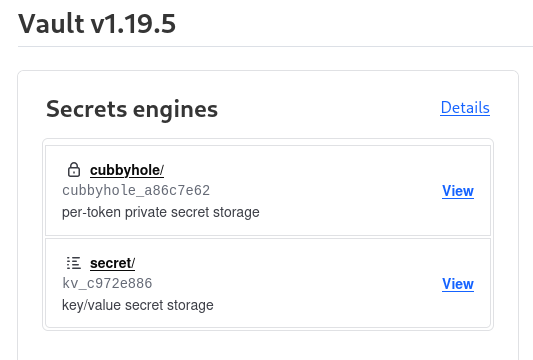 Vault v1.19.5
Secrets engines
Details
cubbyhole/
cubbyhole_a86c7e62
View
per-token private secret storage
secret/
kv_c972e886
View
key/value secret storage